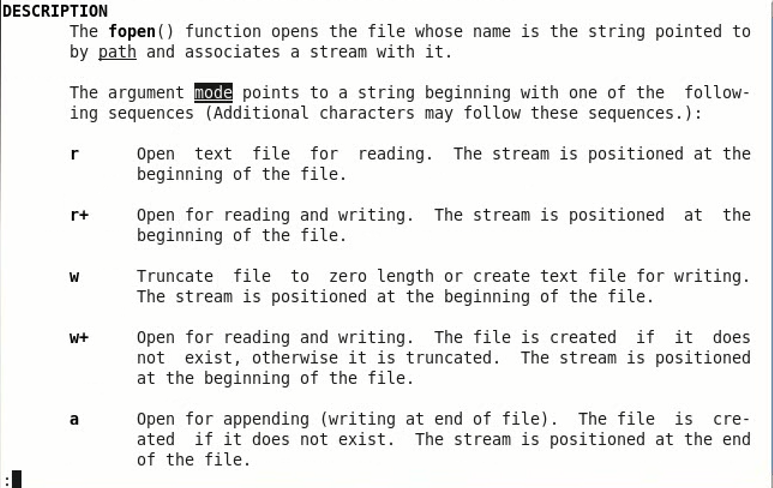 DESCRIPTION
The fopen() function opens the file whose name is the string pointed to
by path and associates a stream with it.
The argument mode points to a string beginning with one of the follow-
ing sequences (Additional characters may follow these sequences.):
r Open text file for reading. The stream is positioned at the
beginning of the file.
r+ Open for reading and writing. The stream is positioned at the
beginning of the file.
w Truncate file to zero length or create text file for writing.
The stream is positioned at the beginning of the file.
w+ Open for reading and writing. The file is created if it does
not exist, otherwise it is truncated. The stream is positioned
at the beginning of the file.
a Open for appending (writing at end of file). The file is cre-
ated if it does not exist. The stream is positioned at the end
of the file.
: